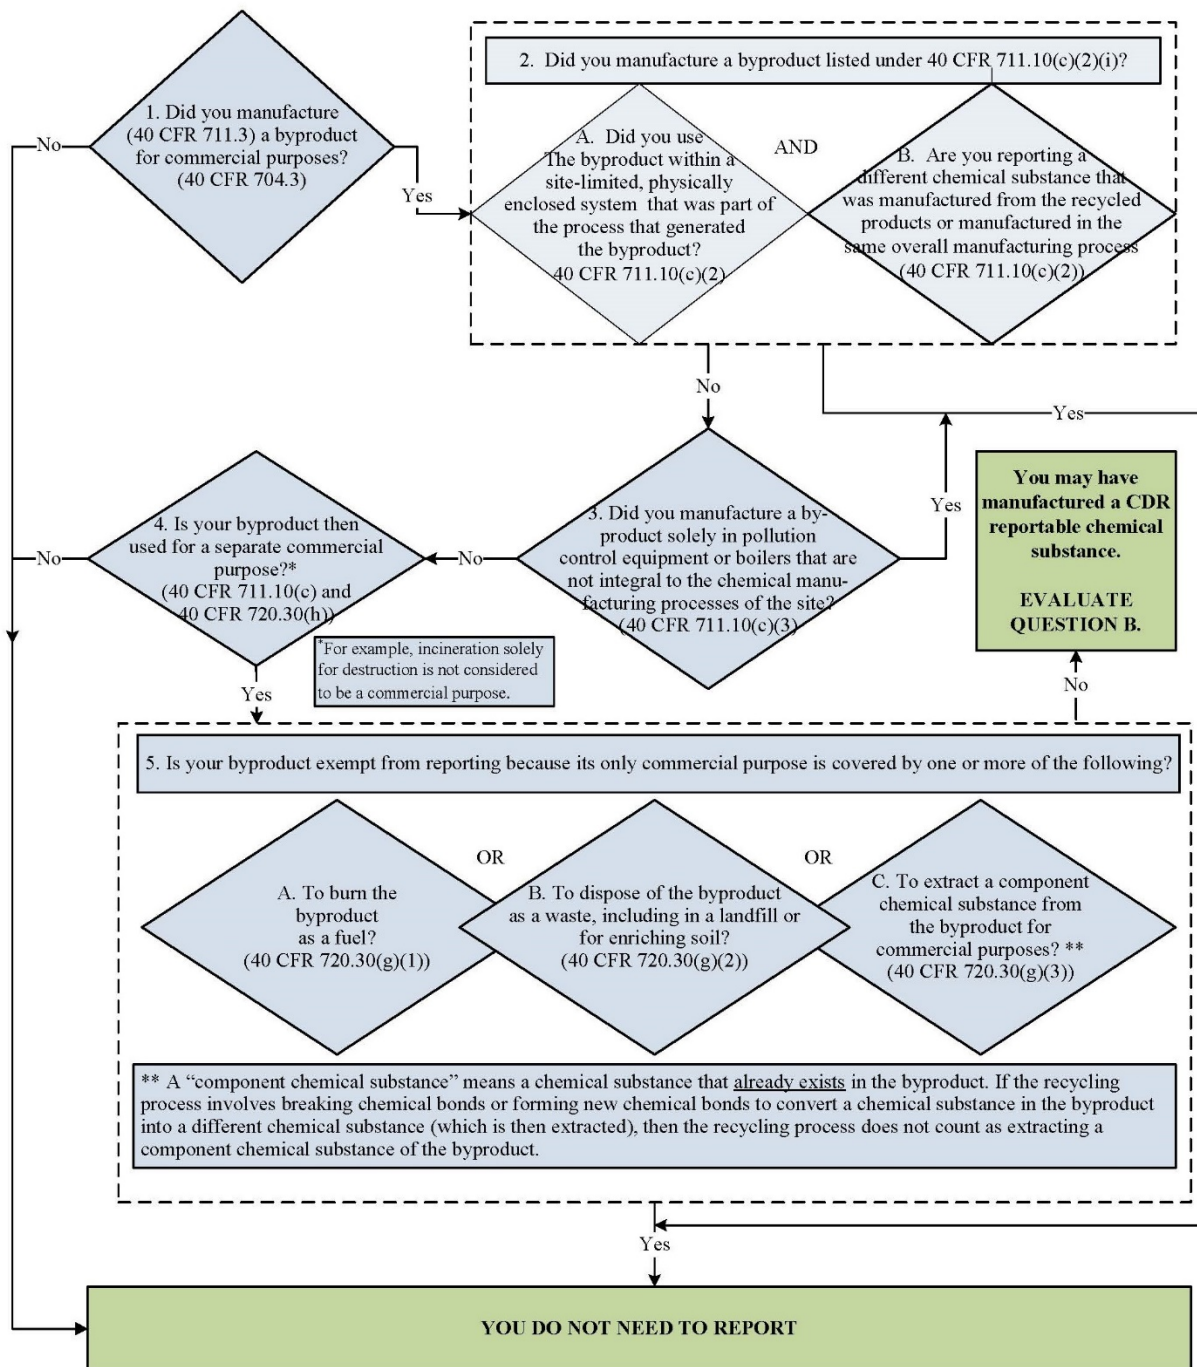 No
1. Did you manufacture
(40 CFR 711.3) a byproduct
for commercial purposes?
(40 CFR 704.3)
Yes
2. Did you manufacture a byproduct listed under 40 CFR 711.10(c)(2)(i)?
A. Did you use
The byproduct within a
site-limited, physically
enclosed system that was part of
the process that generated
the byproduct?
40 CFR 711.10(c)(2)
AND
B. Are you reporting a
different chemical substance that
was manufactured from the recycled
products or manufactured in the
same overall manufacturing process
(40 CFR 711.10(c)(2))
No
Yes
3. Did you manufacture a by-
product solely in pollution
control equipment or boilers that are
not integral to the chemical manu-
facturing processes of the site?
(40 CFR 711.10(c)(3)
Yes
No
4. Is your byproduct then
used for a separate commercial
purpose?*
(40 CFR 711.10(c) and
40 CFR 720.30(h))
No
Yes
*For example, incineration solely
for destruction is not considered
to be a commercial purpose.
You may have
manufactured a CDR
reportable chemical
substance.
EVALUATE
QUESTION B.
No
5. Is your byproduct exempt from reporting because its only commercial purpose is covered by one or more of the following?
A. To burn the
byproduct
as a fuel?
(40 CFR 720.30(g)(1))
OR
B. To dispose of the byproduct
as a waste, including in a landfill or
for enriching soil?
(40 CFR 720.30(g)(2))
OR
C. To extract a component
chemical substance from
the byproduct for
commercial purposes? **
(40 CFR 720.30(g)(3))
** A “component chemical substance” means a chemical substance that already exists in the byproduct. If the recycling
process involves breaking chemical bonds or forming new chemical bonds to convert a chemical substance in the byproduct
into a different chemical substance (which is then extracted), then the recycling process does not count as extracting a
component chemical substance of the byproduct.
Yes
YOU DO NOT NEED TO REPORT